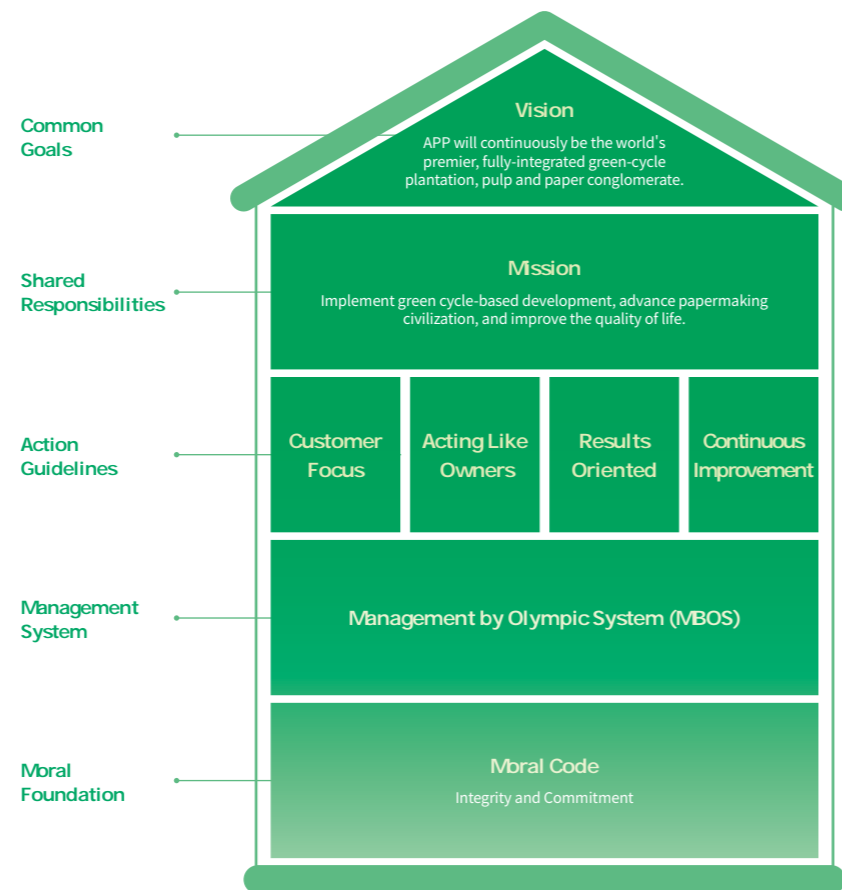 Common
Goals
Vision
APP will continuously be the world's
premier, fully-integrated green-cycle
plantation, pulp and paper conglomerate.
Shared
Responsibilities
Mission
Implement green cycle-based development, advance papermaking
civilization, and improve the quality of life.
Action
Guidelines
Customer
Focus
Acting Like
Owners
Results
Oriented
Continuous
Improvement
Management
System
Management by Olympic System (MBOS)
Moral
Foundation
Moral Code
Integrity and Commitment